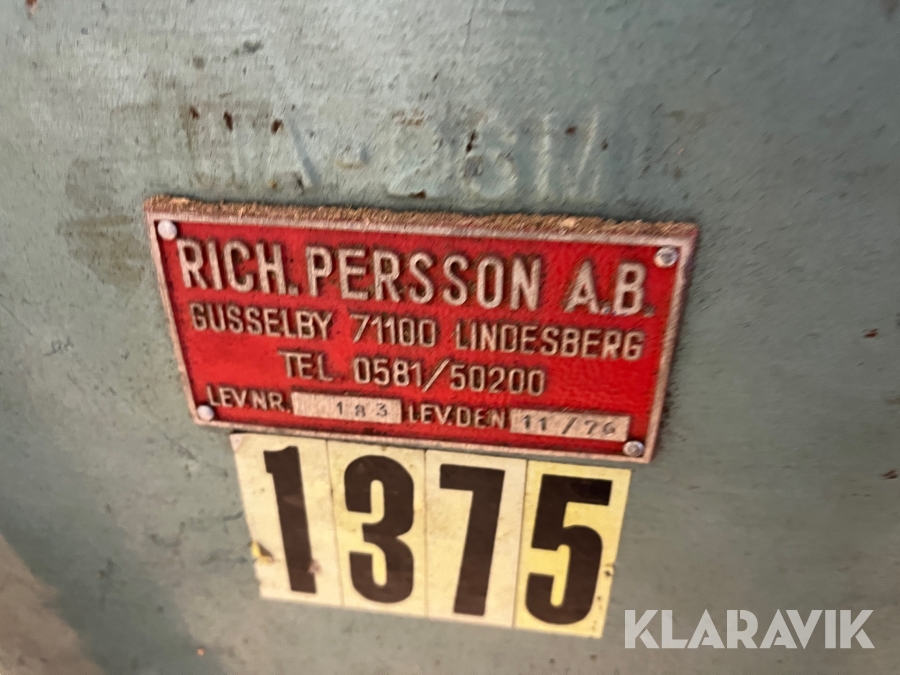 RICH. PERSSON A.B.
GUSSELBY 71100 LINDESBERG
TEL. 0581/50200
LEV.NR. 183 LEV.DEN 11/76
1375
KLARAVIK